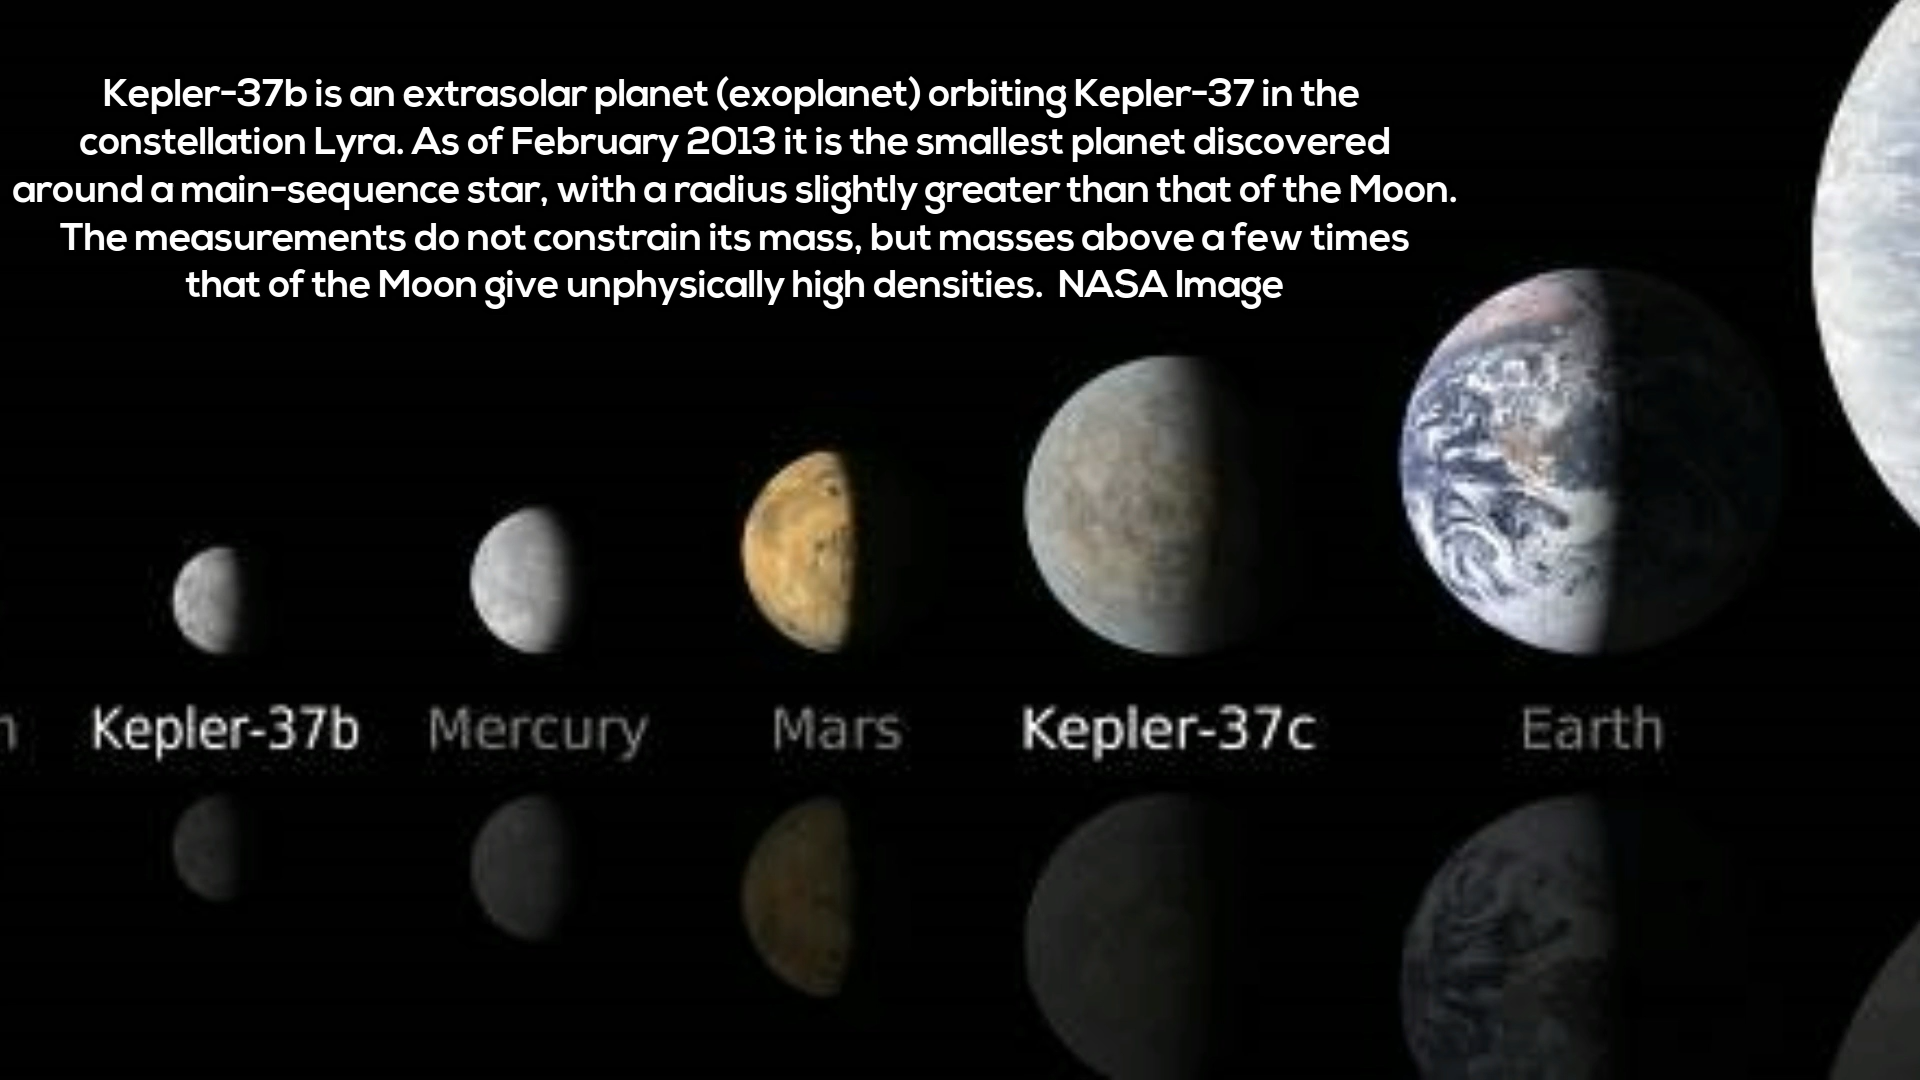 Kepler-37b is an extrasolar planet (exoplanet) orbiting Kepler-37 in the
constellation Lyra. As of February 2013 it is the smallest planet discovered
around a main-sequence star, with a radius slightly greater than that of the Moon.
The measurements do not constrain its mass, but masses above a few times
that of the Moon give unphysically high densities.  NASA Image
Kepler-37b Mercury Mars Kepler-37c Earth